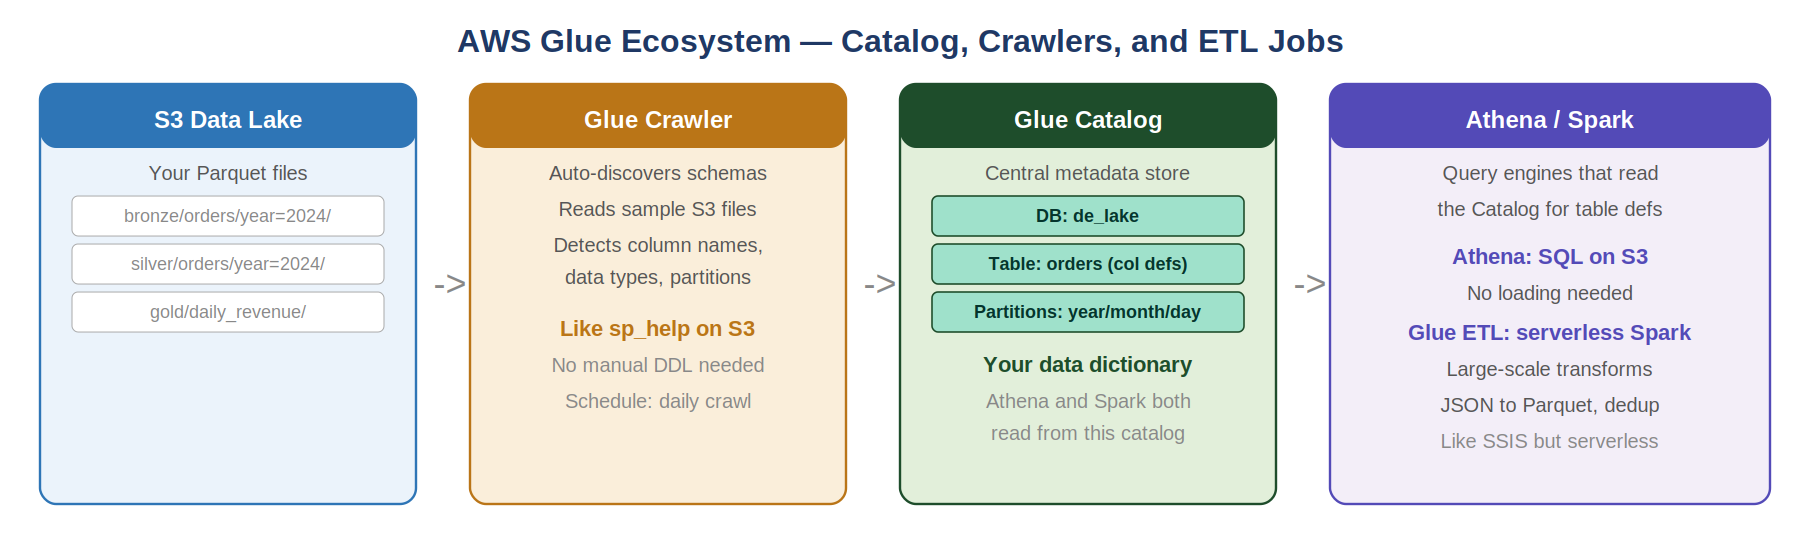 AWS Glue Ecosystem — Catalog, Crawlers, and ETL Jobs
S3 Data Lake
Your Parquet files
bronze/orders/year=2024/
silver/orders/year=2024/
gold/daily_revenue/
->
Glue Crawler
Auto-discovers schemas
Reads sample S3 files
Detects column names,
data types, partitions
Like sp_help on S3
No manual DDL needed
Schedule: daily crawl
->
Glue Catalog
Central metadata store
DB: de_lake
Table: orders (col defs)
Partitions: year/month/day
Your data dictionary
Athena and Spark both
read from this catalog
->
Athena / Spark
Query engines that read
the Catalog for table defs
Athena: SQL on S3
No loading needed
Glue ETL: serverless Spark
Large-scale transforms
JSON to Parquet, dedup
Like SSIS but serverless